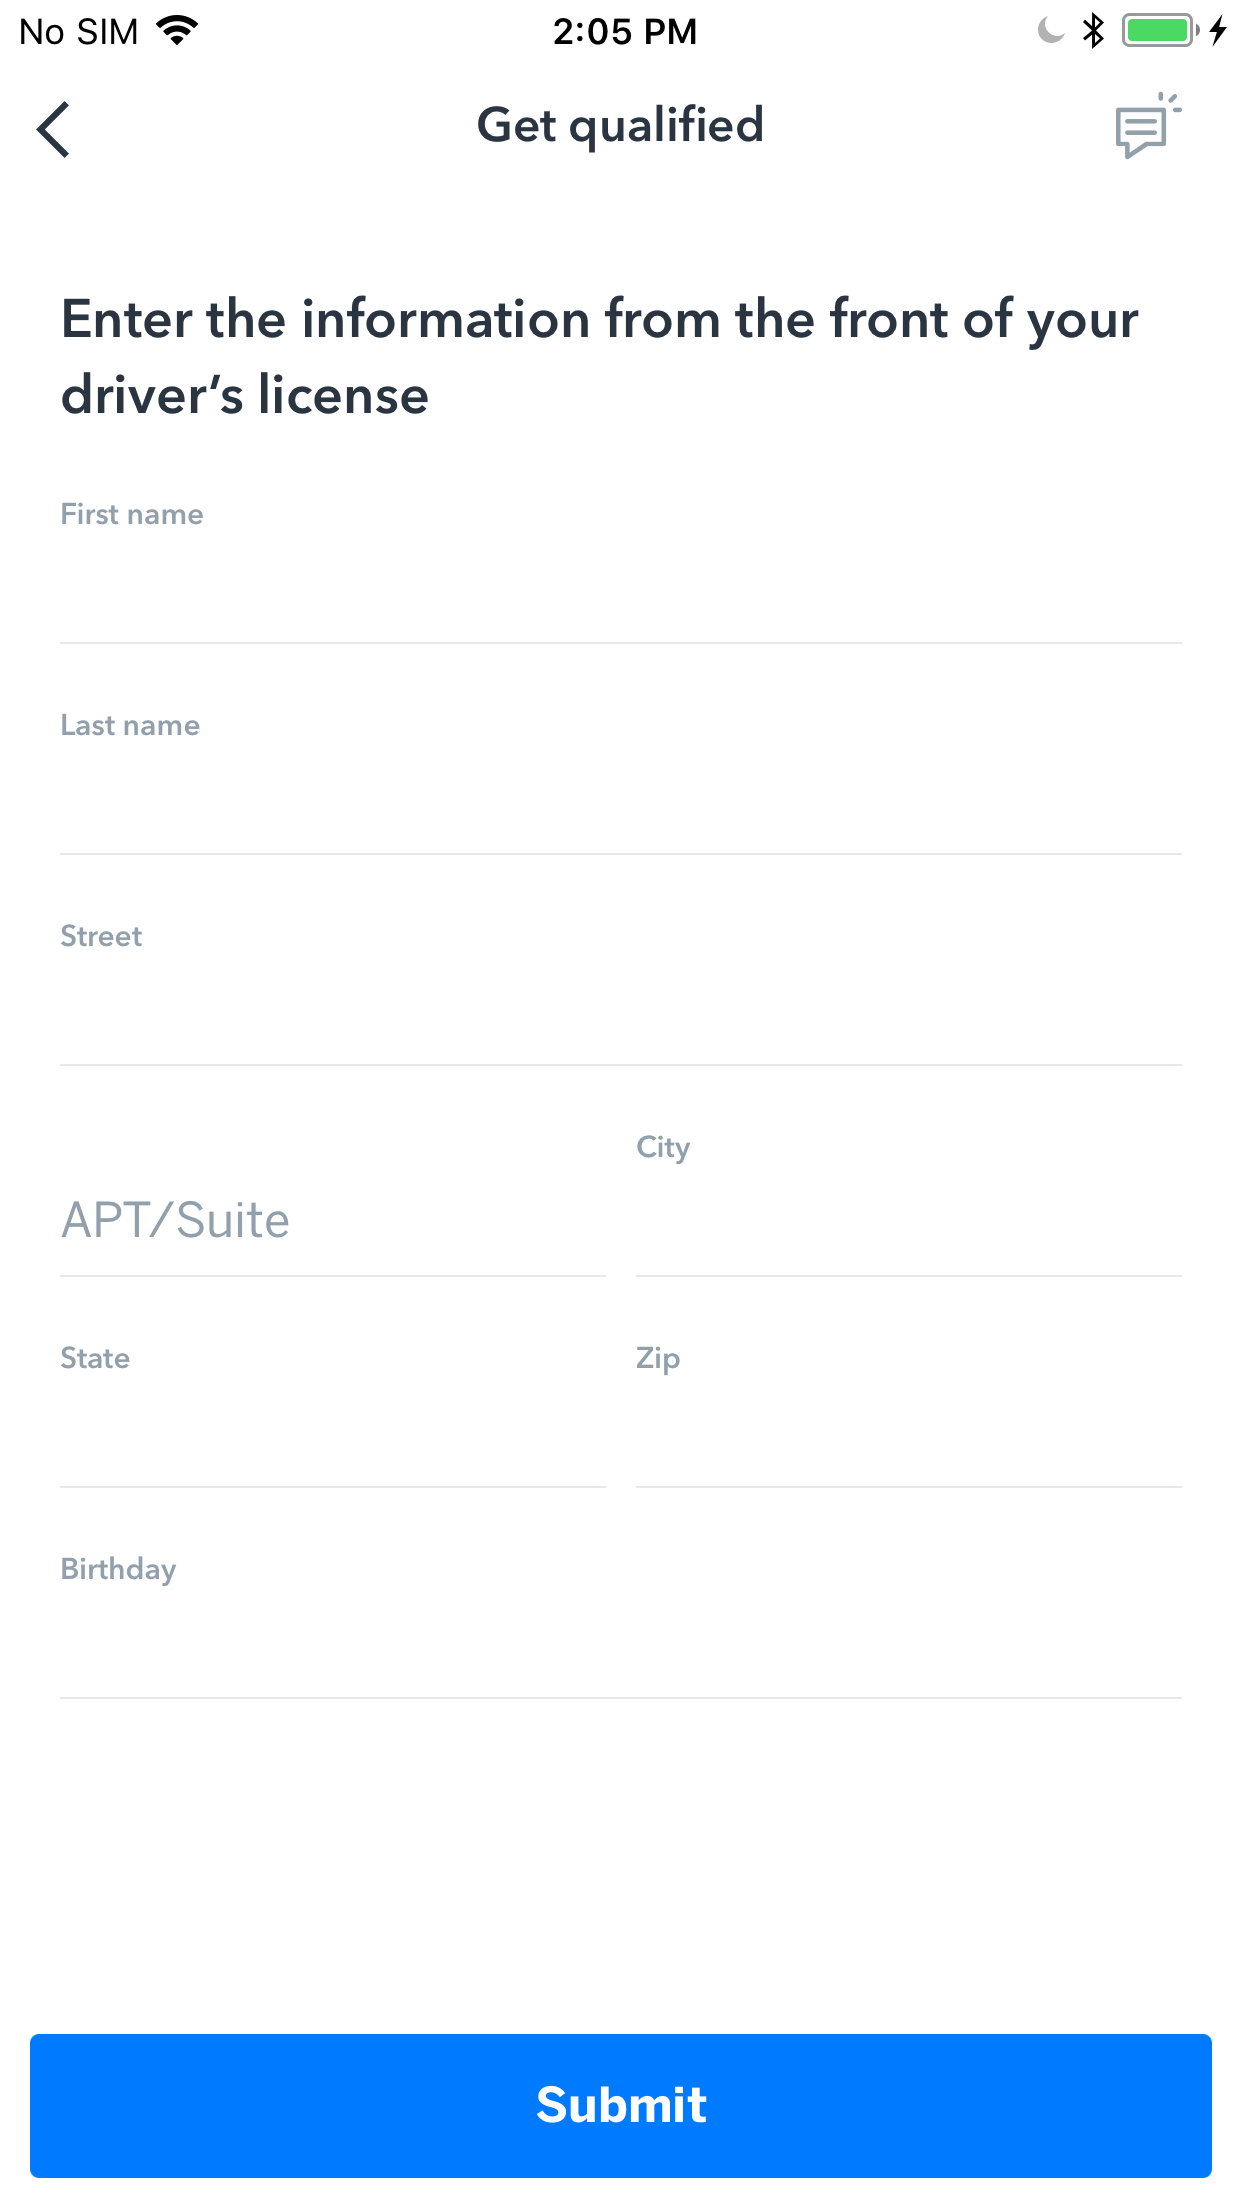 No SIM
2:05 PM
Get qualified
Enter the information from the front of your
driver’s license
First name
Last name
Street
APT/Suite
City
State
Zip
Birthday
Submit